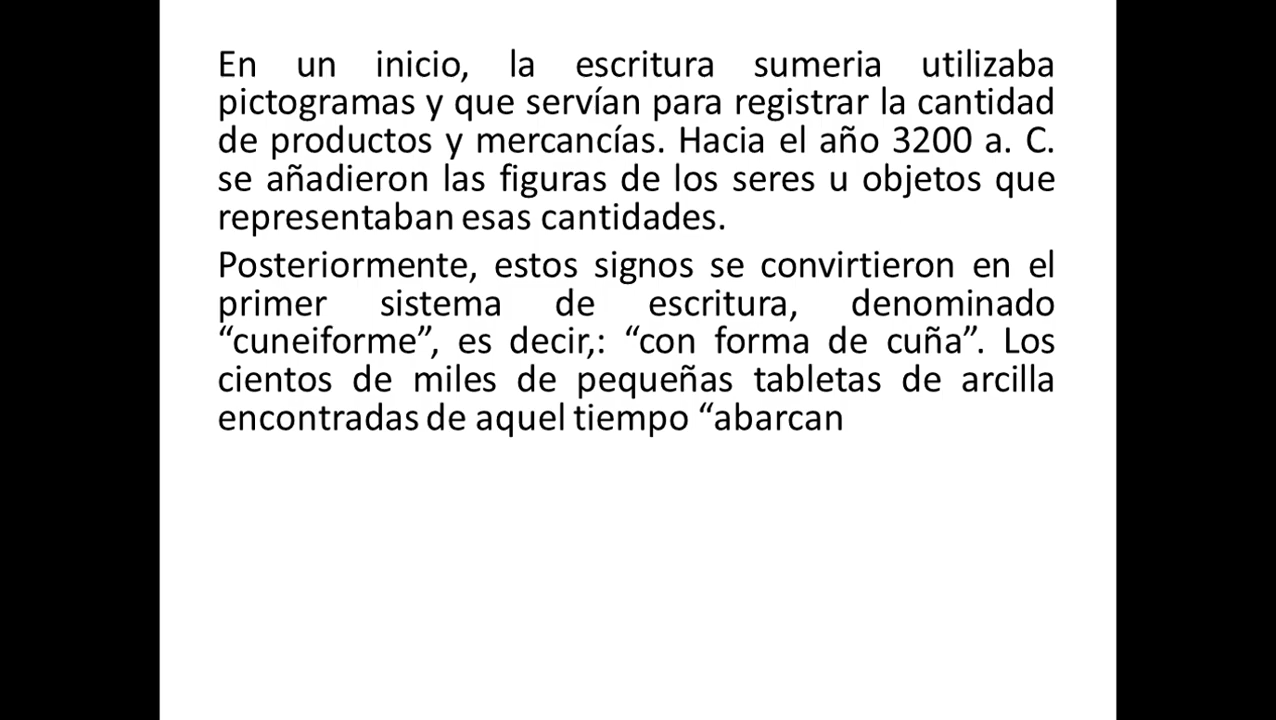 En un inicio, la escritura sumeria utilizaba
pictogramas y que servían para registrar la cantidad
de productos y mercancías. Hacia el año 3200 a. C.
se añadieron las figuras de los seres u objetos que
representaban esas cantidades.
Posteriormente, estos signos se convirtieron en el
primer sistema de escritura, denominado
“cuneiforme”, es decir,: “con forma de cuña”. Los
cientos de miles de pequeñas tabletas de arcilla
encontradas de aquel tiempo “abarcan